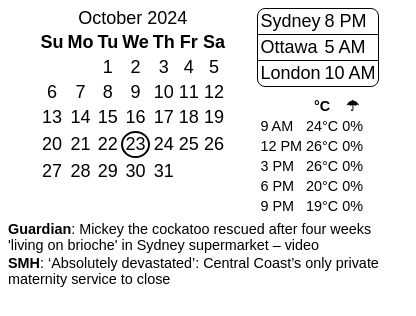 October 2024
Su Mo Tu We Th Fr Sa
1 2 3 4 5
6 7 8 9 10 11 12
13 14 15 16 17 18 19
20 21 22 23 24 25 26
27 28 29 30 31
Sydney 8 PM
Ottawa 5 AM
London 10 AM
°C ☂
9 AM 24°C 0%
12 PM 26°C 0%
3 PM 26°C 0%
6 PM 20°C 0%
9 PM 19°C 0%
Guardian: Mickey the cockatoo rescued after four weeks
'living on brioche' in Sydney supermarket – video
SMH: ‘Absolutely devastated’: Central Coast’s only private
maternity service to close